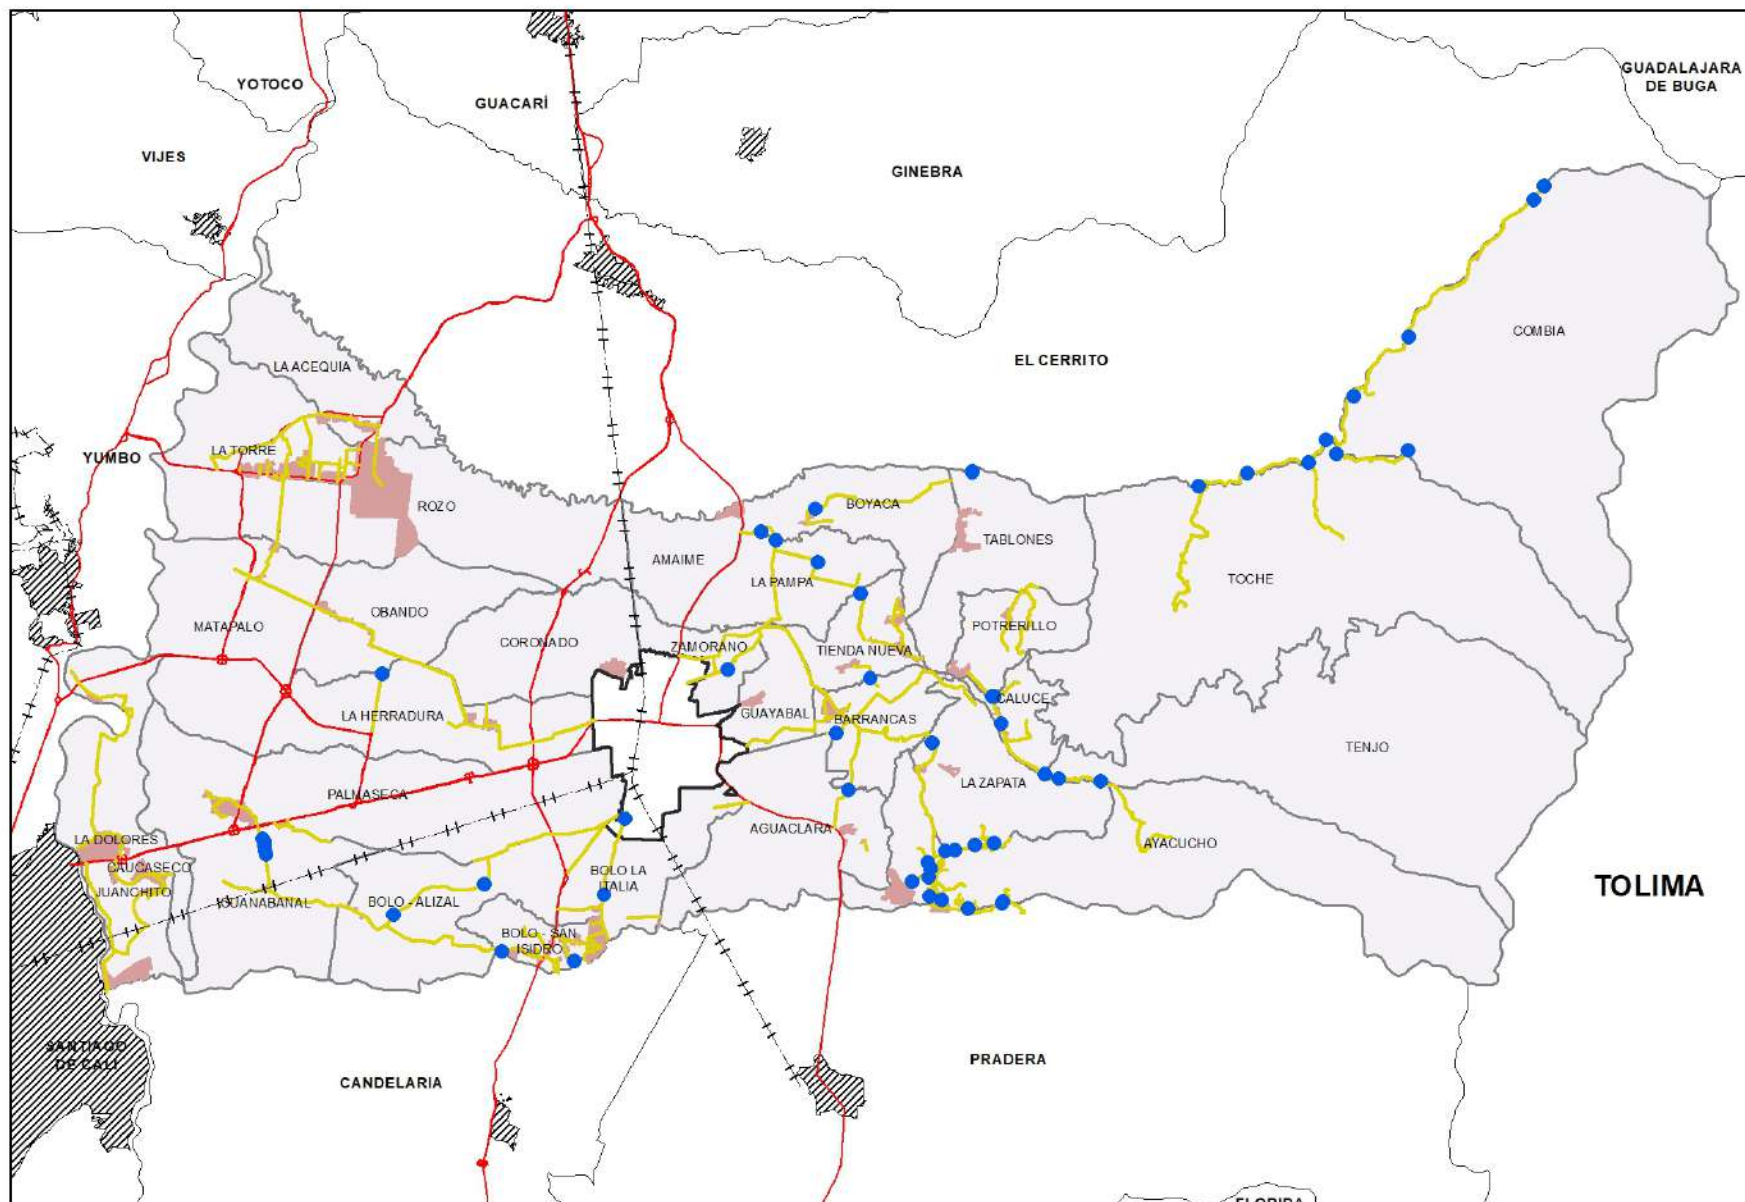 GUADALAJARA
DE BUGA
YOTOCO
GUACARÍ
VIJES
GINEBRA
COMBIA
EL CERRITO
LA ACEQUIA
LA TORRE
YUMBO
ROZO
BOYACA
TABLONES
AMAIME
LA PAMPA
TOCHE
OBANDO
MATAPALO
CORONADO
ZAMORANO
TIENDA NUEVA
POTRERILLO
CALUCE
LA HERRADURA
GUAYABAL
BARRANCAS
TENJO
LA ZAPATA
PALMASECA
AGUACLARA
LA DOLORES
AYACUCHO
CAUCASECO
BOLO LA
ITALIA
TOLIMA
JUANCHITO
IGUANABANAL
BOLO - ALIZAL
BOLO - SAN
ISIDRO
SANTIAGO
DE CALI
PRADERA
CANDELARIA
FLORIDA